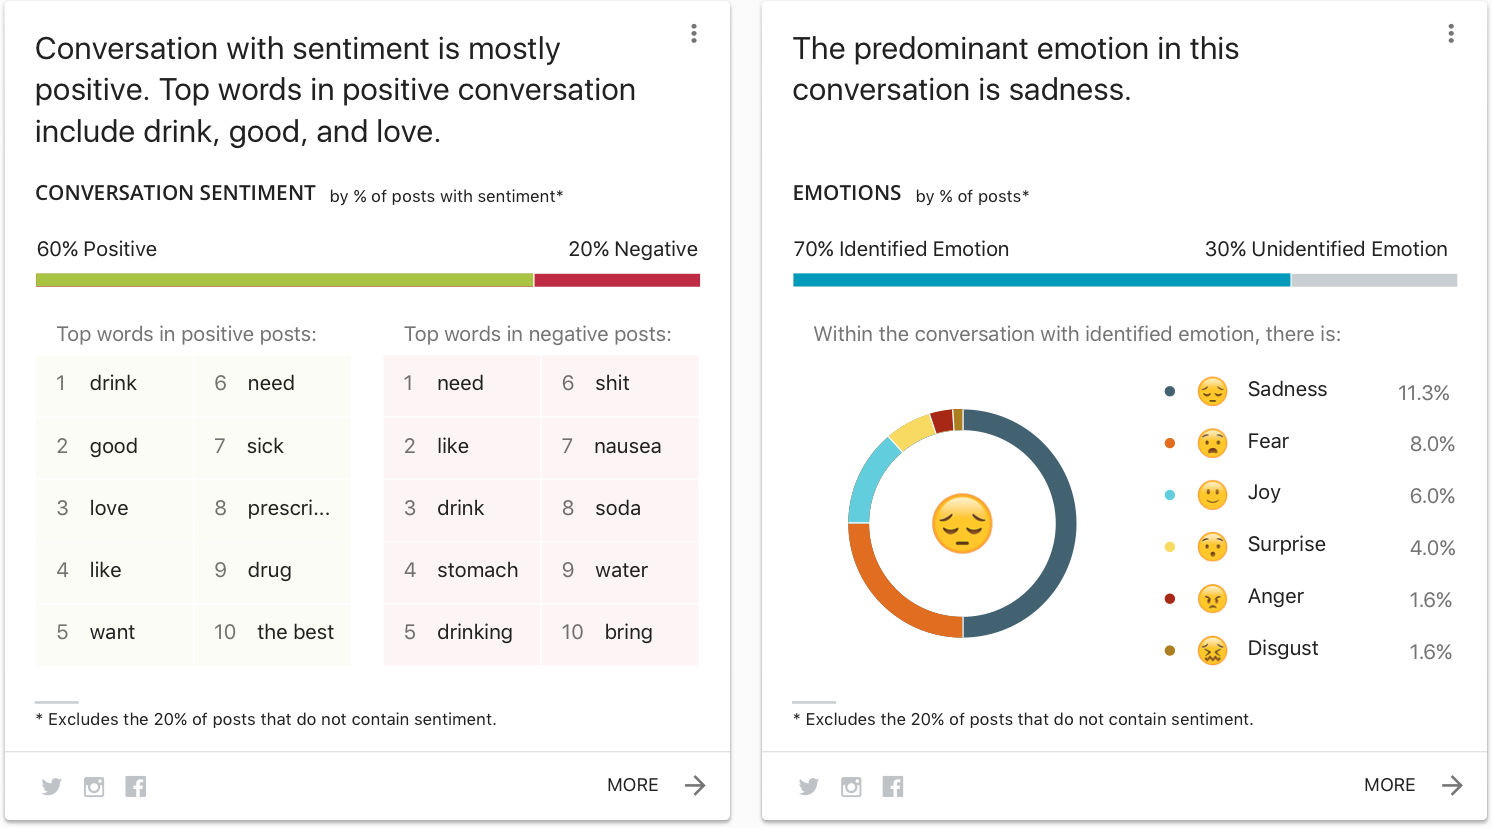 Conversation with sentiment is mostly
positive. Top words in positive conversation
include drink, good, and love.
CONVERSATION SENTIMENT by % of posts with sentiment*
60% Positive 20% Negative
Top words in positive posts:
1 drink 6 need
2 good 7 sick
3 love 8 prescri...
4 like 9 drug
5 want 10 the best
Top words in negative posts:
1 need 6 shit
2 like 7 nausea
3 drink 8 soda
4 stomach 9 water
5 drinking 10 bring
* Excludes the 20% of posts that do not contain sentiment.
MORE
The predominant emotion in this
conversation is sadness.
EMOTIONS by % of posts*
70% Identified Emotion 30% Unidentified Emotion
Within the conversation with identified emotion, there is:
Sadness 11.3%
Fear 8.0%
Joy 6.0%
Surprise 4.0%
Anger 1.6%
Disgust 1.6%
* Excludes the 20% of posts that do not contain sentiment.
MORE